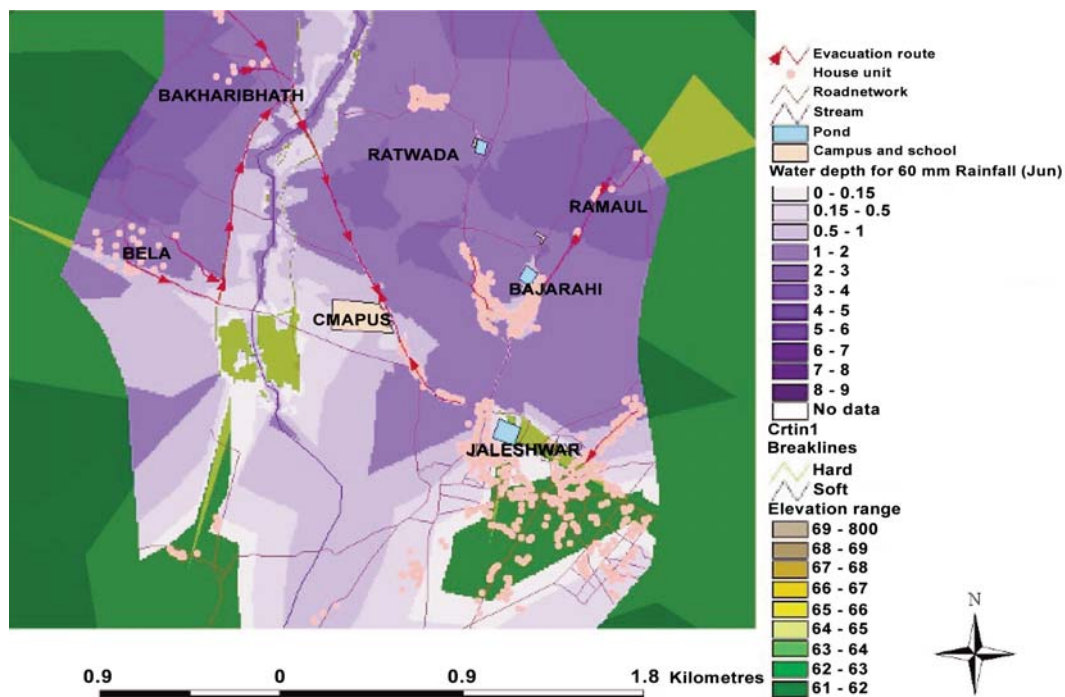 BAKHARIBHATH
RATWADA
RAMAUL
BELA
BAJARAHI
CMAPUS
JALESHWAR
Evacuation route
House unit
Roadnetwork
Stream
Pond
Campus and school
Water depth for 60 mm Rainfall (Jun)
0 - 0.15
0.15 - 0.5
0.5 - 1
1 - 2
2 - 3
3 - 4
4 - 5
5 - 6
6 - 7
7 - 8
8 - 9
No data
Crtin1
Breaklines
Hard
Soft
Elevation range
69 - 800
68 - 69
67 - 68
66 - 67
65 - 66
64 - 65
63 - 64
62 - 63
61 - 62
N
0.9 0 0.9 1.8 Kilometres